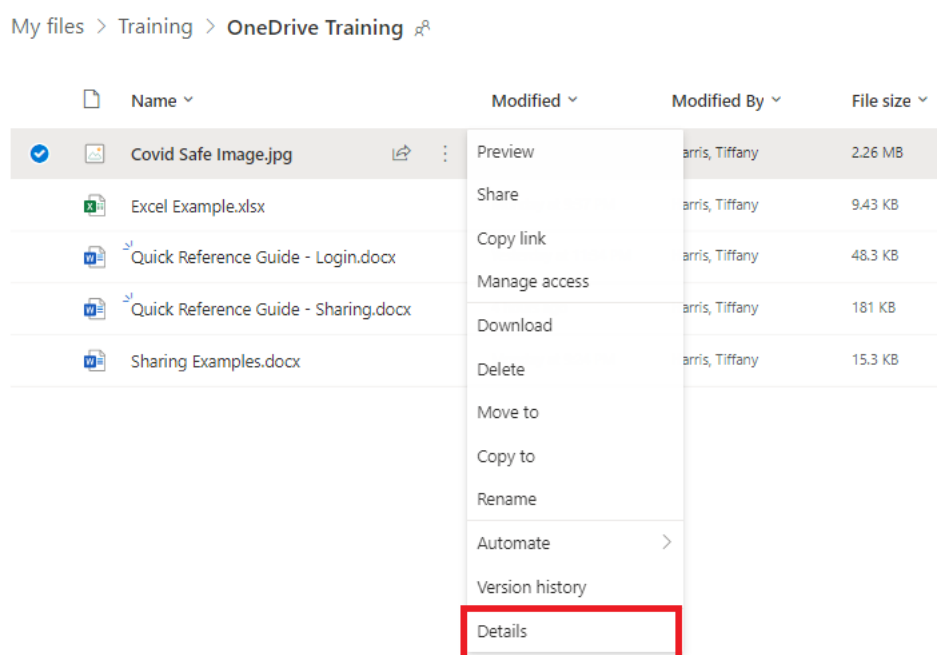 My files > Training > OneDrive Training
Name Modified Modified By File size
Covid Safe Image.jpg arris, Tiffany 2.26 MB
Excel Example.xlsx arris, Tiffany 9.43 KB
Quick Reference Guide - Login.docx arris, Tiffany 48.3 KB
Quick Reference Guide - Sharing.docx arris, Tiffany 181 KB
Sharing Examples.docx arris, Tiffany 15.3 KB
Preview
Share
Copy link
Manage access
Download
Delete
Move to
Copy to
Rename
Automate >
Version history
Details